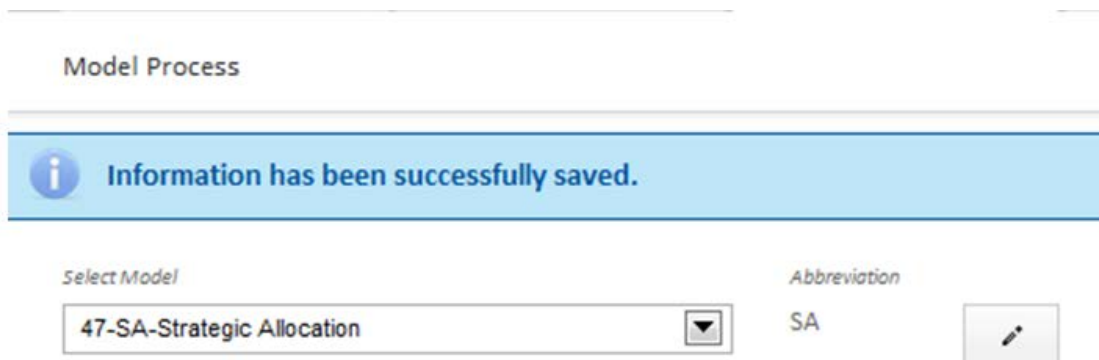 Model Process
Information has been successfully saved.
Select Model
Abbreviation
47-SA-Strategic Allocation
SA